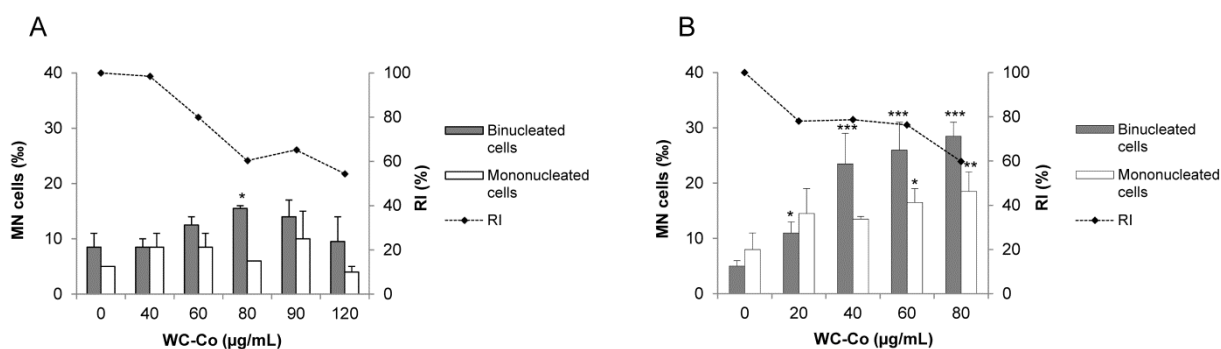 A
MN cells (‰)
40
30
20
10
0
100
80
60
40
20
0
RI (%)
*
0 40 60 80 90 120
WC-Co (µg/mL)
Binucleated
cells
Mononucleated
cells
RI
B
MN cells (‰)
40
30
20
10
0
100
80
60
40
20
0
RI (%)
* *** *** * *** **
0 20 40 60 80
WC-Co (µg/mL)
Binucleated
cells
Mononucleated
cells
RI